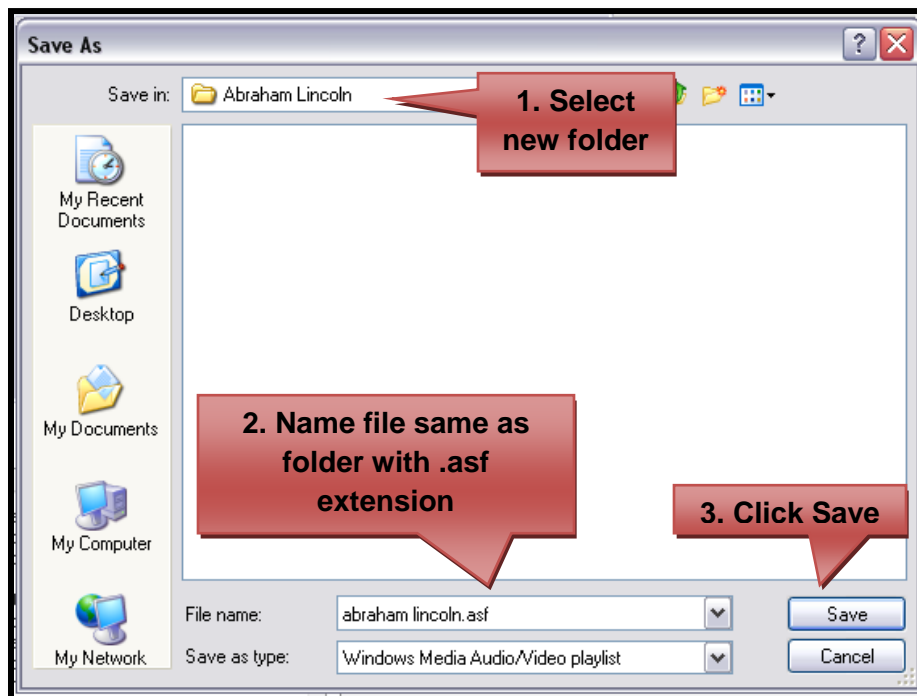 Save As
Save in:
Abraham Lincoln
1. Select
new folder
My Recent
Documents
Desktop
My Documents
My Computer
My Network
2. Name file same as
folder with .asf
extension
3. Click Save
File name:
abraham lincoln.asf
Save
Save as type:
Windows Media Audio/Video playlist
Cancel